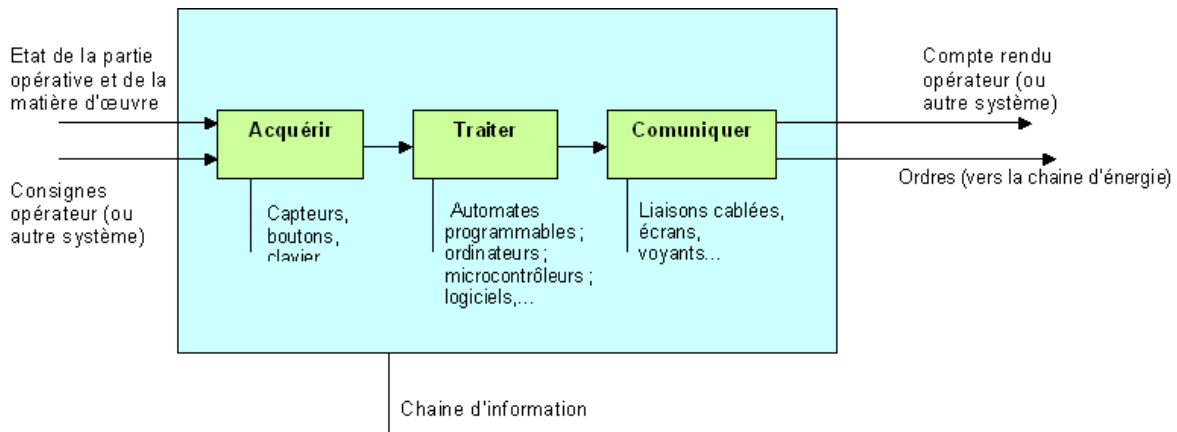 Etat de la partie
opérative et de la
matière d'œuvre
Consignes
opérateur (ou
autre système)
Acquérir
Capteurs,
boutons,
clavier
Traiter
Automates
programmables ;
ordinateurs ;
microcontrôleurs ;
logiciels,...
Comuniquer
Liaisons cablées,
écrans,
voyants...
Compte rendu
opérateur (ou
autre système)
Ordres (vers la chaine d'énergie)
Chaine d'information